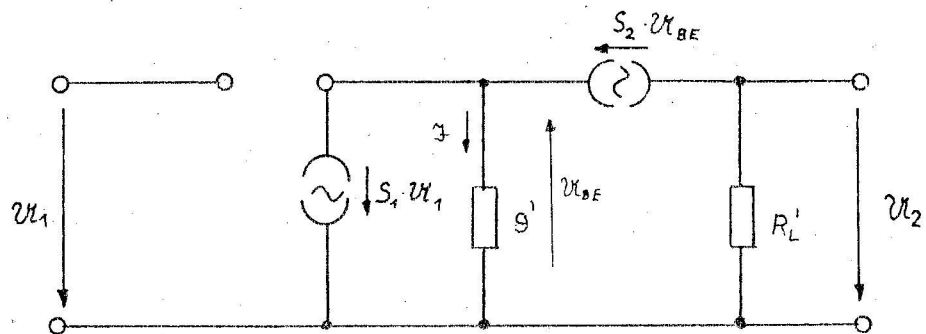 S₂·𝔘_BE
ℑ
𝔘₁
S₁·𝔘₁
g'
𝔘_BE
R_L'
𝔘₂